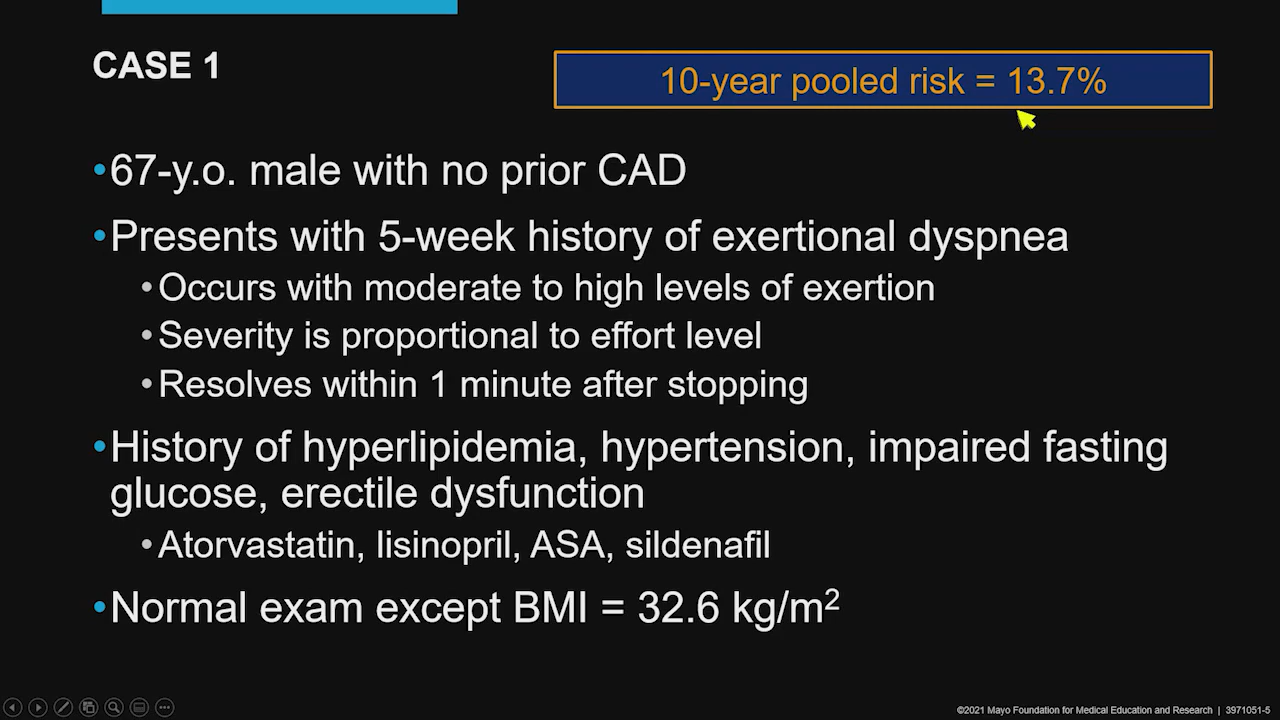 CASE 1
10-year pooled risk = 13.7%
•67-y.o. male with no prior CAD
•Presents with 5-week history of exertional dyspnea
•Occurs with moderate to high levels of exertion
•Severity is proportional to effort level
•Resolves within 1 minute after stopping
•History of hyperlipidemia, hypertension, impaired fasting
glucose, erectile dysfunction
•Atorvastatin, lisinopril, ASA, sildenafil
•Normal exam except BMI = 32.6 kg/m²
©2021 Mayo Foundation for Medical Education and Research | 3971051-5